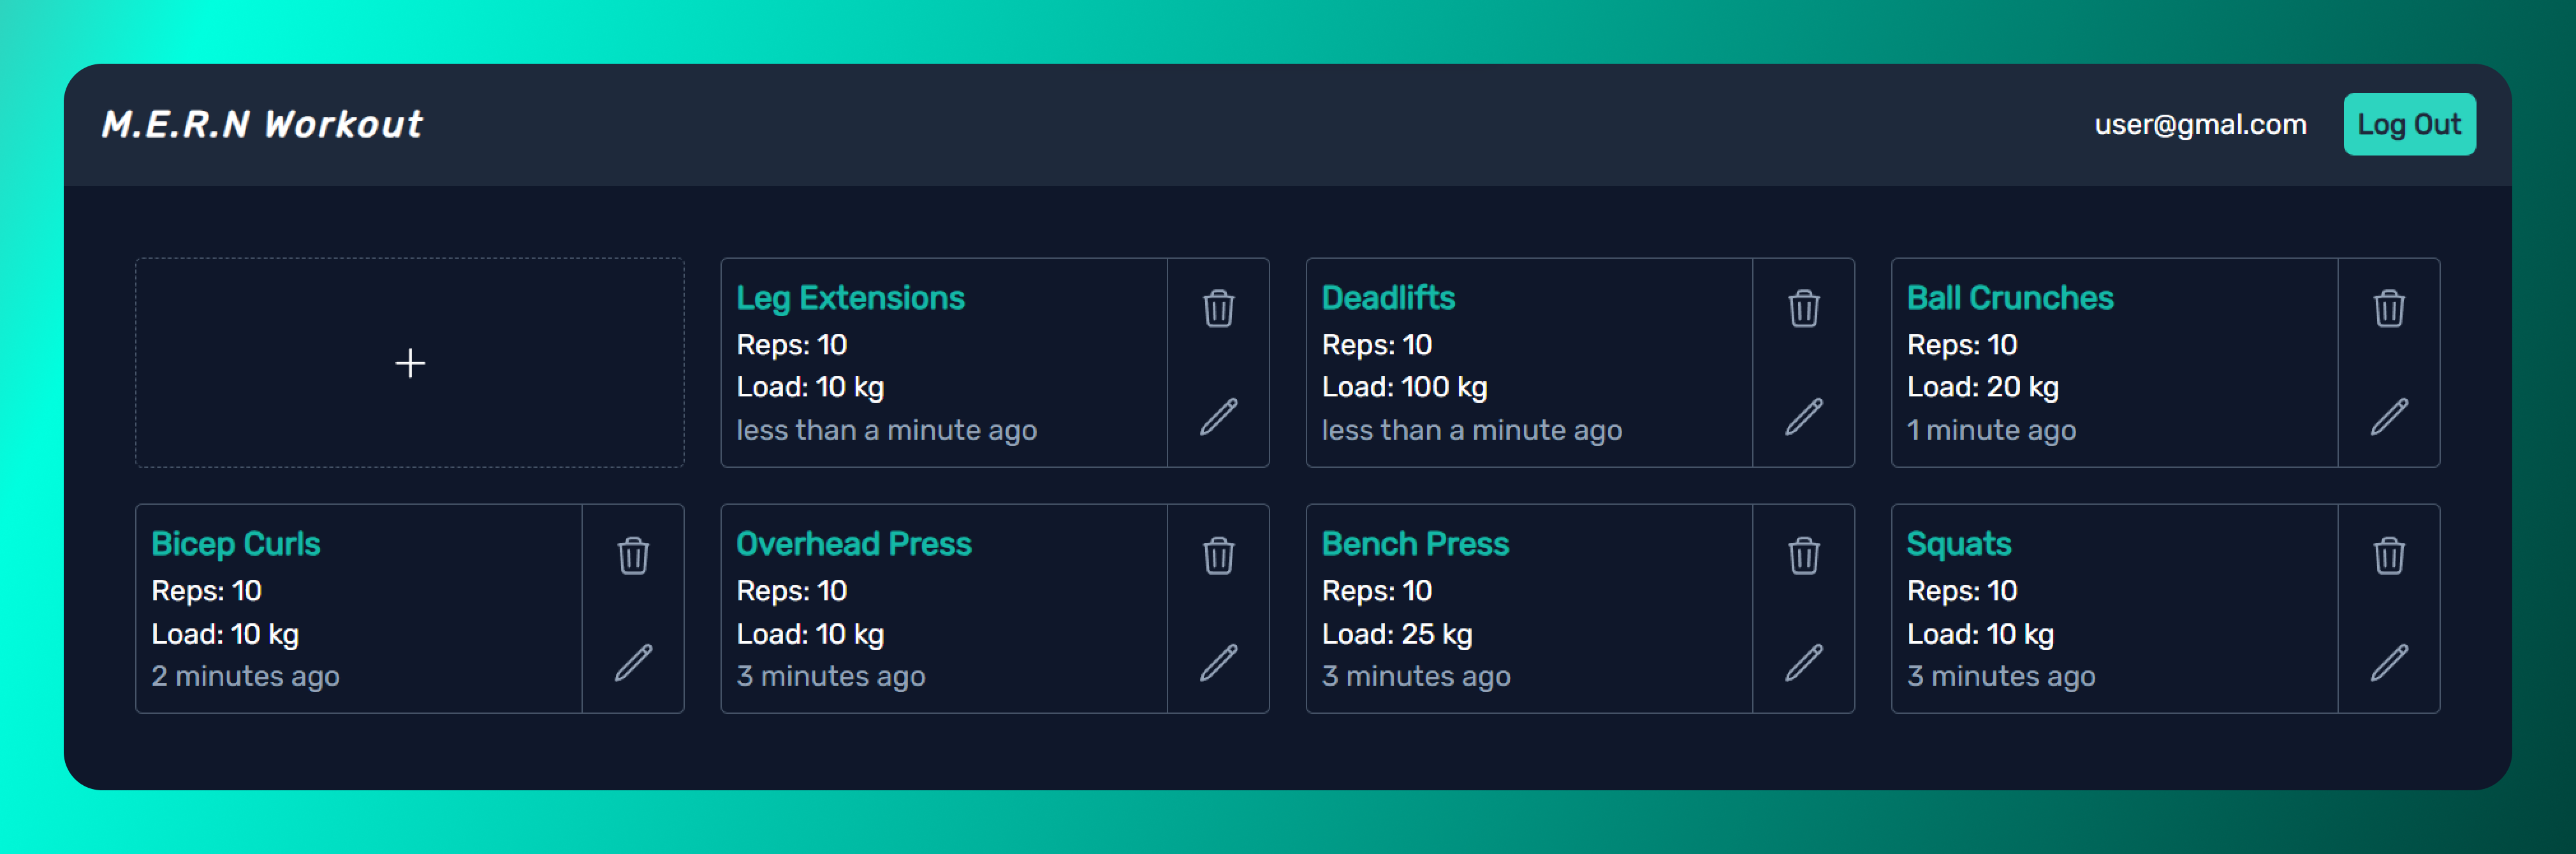 M.E.R.N Workout
user@gmal.com
Log Out
Leg Extensions
Reps: 10
Load: 10 kg
less than a minute ago
Deadlifts
Reps: 10
Load: 100 kg
less than a minute ago
Ball Crunches
Reps: 10
Load: 20 kg
1 minute ago
Bicep Curls
Reps: 10
Load: 10 kg
2 minutes ago
Overhead Press
Reps: 10
Load: 10 kg
3 minutes ago
Bench Press
Reps: 10
Load: 25 kg
3 minutes ago
Squats
Reps: 10
Load: 10 kg
3 minutes ago